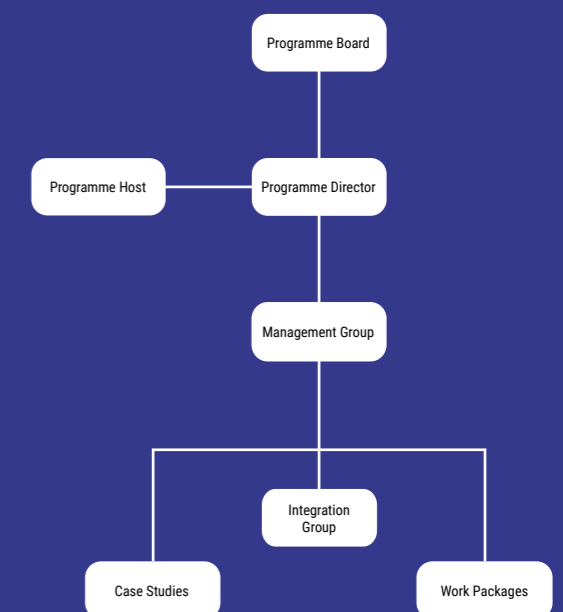 Programme Board
Programme Host
Programme Director
Management Group
Integration
Group
Case Studies
Work Packages